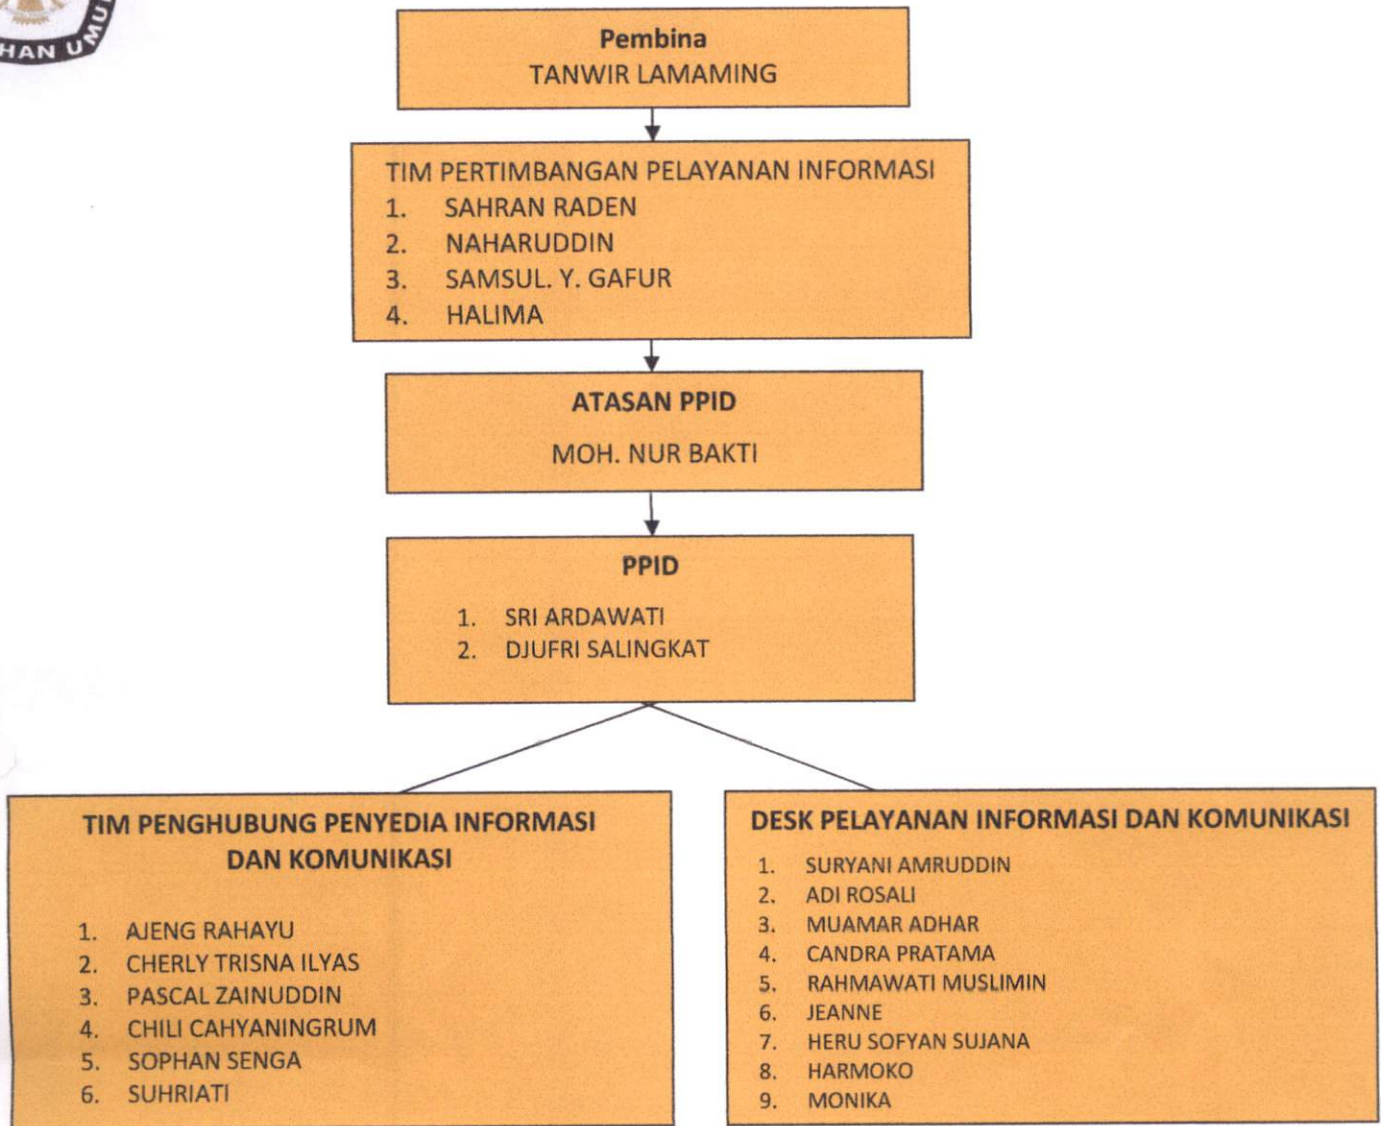 HAN UMU
Pembina
TANWIR LAMAMING
TIM PERTIMBANGAN PELAYANAN INFORMASI
1. SAHRAN RADEN
2. NAHARUDDIN
3. SAMSUL. Y. GAFUR
4. HALIMA
ATASAN PPID
MOH. NUR BAKTI
PPID
1. SRI ARDAWATI
2. DJUFRI SALINGKAT
TIM PENGHUBUNG PENYEDIA INFORMASI
DAN KOMUNIKASI
1. AJENG RAHAYU
2. CHERLY TRISNA ILYAS
3. PASCAL ZAINUDDIN
4. CHILI CAHYANINGRUM
5. SOPHAN SENGA
6. SUHRIATI
DESK PELAYANAN INFORMASI DAN KOMUNIKASI
1. SURYANI AMRUDDIN
2. ADI ROSALI
3. MUAMAR ADHAR
4. CANDRA PRATAMA
5. RAHMAWATI MUSLIMIN
6. JEANNE
7. HERU SOFYAN SUJANA
8. HARMOKO
9. MONIKA